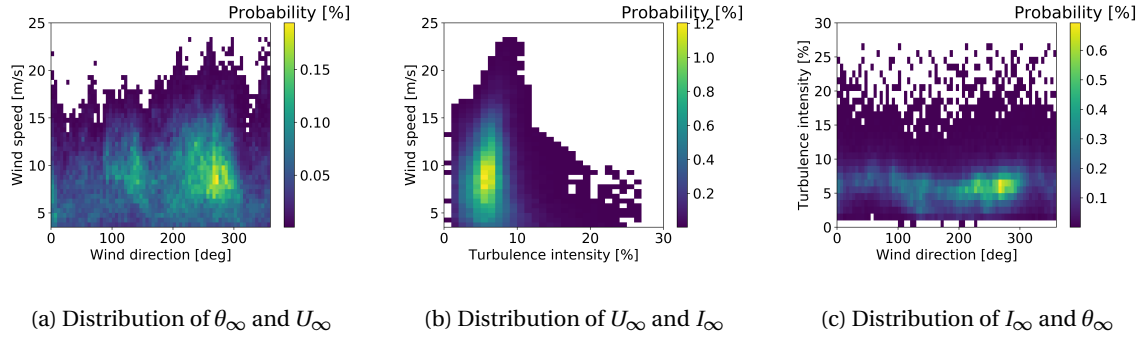 Probability [%]
25
20
15
10
5
Wind speed [m/s]
0 100 200 300
Wind direction [deg]
0.15
0.10
0.05
(a) Distribution of θ∞ and U∞
Probability [%]
25
20
15
10
5
Wind speed [m/s]
0 10 20 30
Turbulence intensity [%]
1.2
1.0
0.8
0.6
0.4
0.2
(b) Distribution of U∞ and I∞
Probability [%]
30
25
20
15
10
5
0
Turbulence intensity [%]
0 100 200 300
Wind direction [deg]
0.6
0.5
0.4
0.3
0.2
0.1
(c) Distribution of I∞ and θ∞